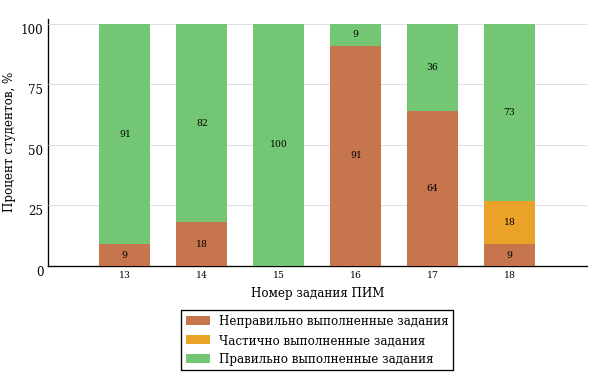 Процент студентов, %
100
75
50
25
0
91
9
82
18
100
9
91
36
64
73
18
9
13 14 15 16 17 18
Номер задания ПИМ
Неправильно выполненные задания
Частично выполненные задания
Правильно выполненные задания